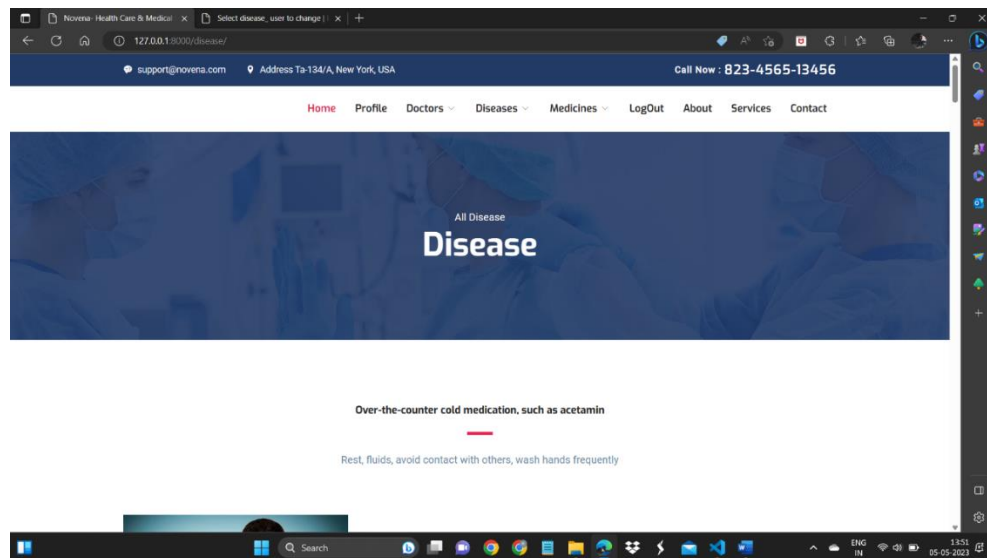 Novena- Health Care & Medical
Select disease_user to change |
127.0.0.1:8000/disease/
support@novena.com Address Ta-134/A, New York, USA Call Now : 823-4565-13456
Home Profile Doctors Diseases Medicines LogOut About Services Contact
All Disease
Disease
Over-the-counter cold medication, such as acetamin
Rest, fluids, avoid contact with others, wash hands frequently
Search ENG 13:51
IN 05-05-2023